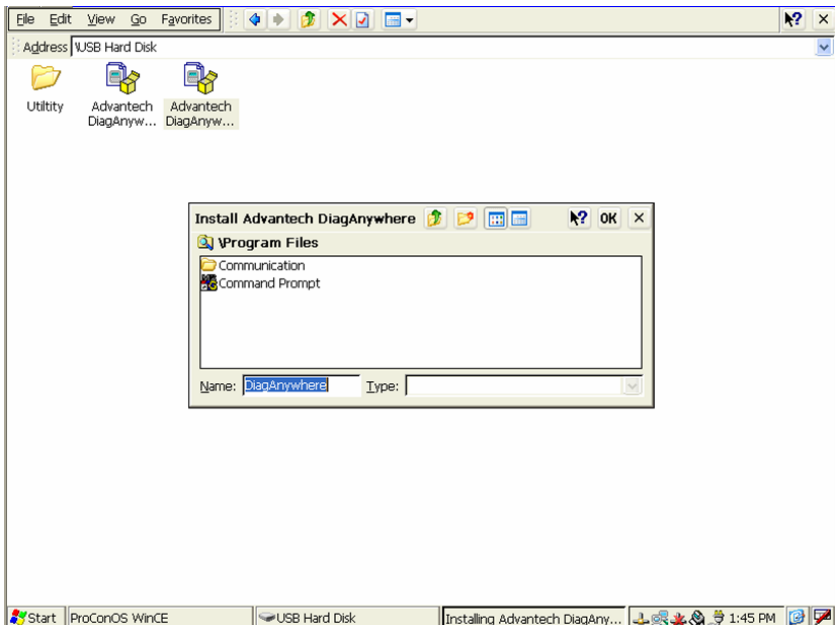 File Edit View Go Favorites
Address \USB Hard Disk
Utiltity
Advantech DiagAnyw...
Advantech DiagAnyw...
Install Advantech DiagAnywhere OK
\Program Files
Communication
Command Prompt
Name: DiagAnywhere Type:
Start ProConOS WinCE USB Hard Disk Installing Advantech DiagAny... 1:45 PM